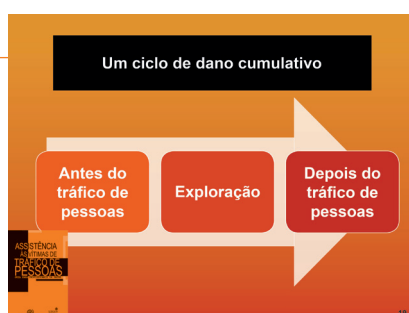 Um ciclo de dano cumulativo
Antes do
tráfico de
pessoas
Exploração
Depois do
tráfico de
pessoas
ASSISTÊNCIA
ÀS VÍTIMAS DE
TRÁFICO DE
PESSOAS